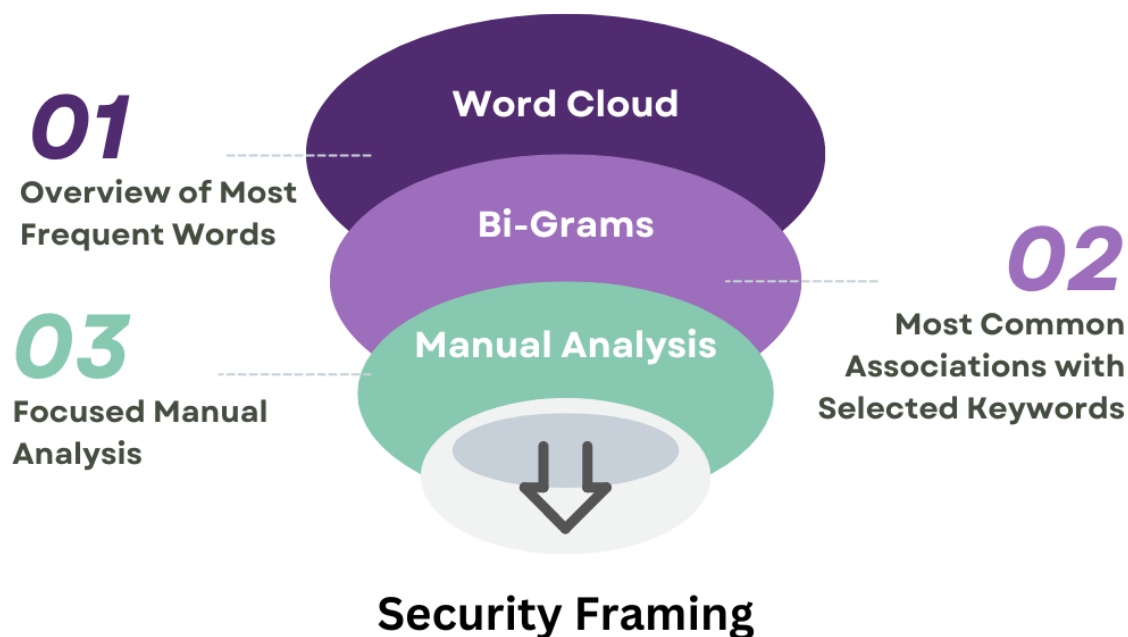 Word Cloud
01
Overview of Most
Frequent Words
Bi-Grams
02
Most Common
Associations with
Selected Keywords
03
Manual Analysis
Focused Manual
Analysis
Security Framing